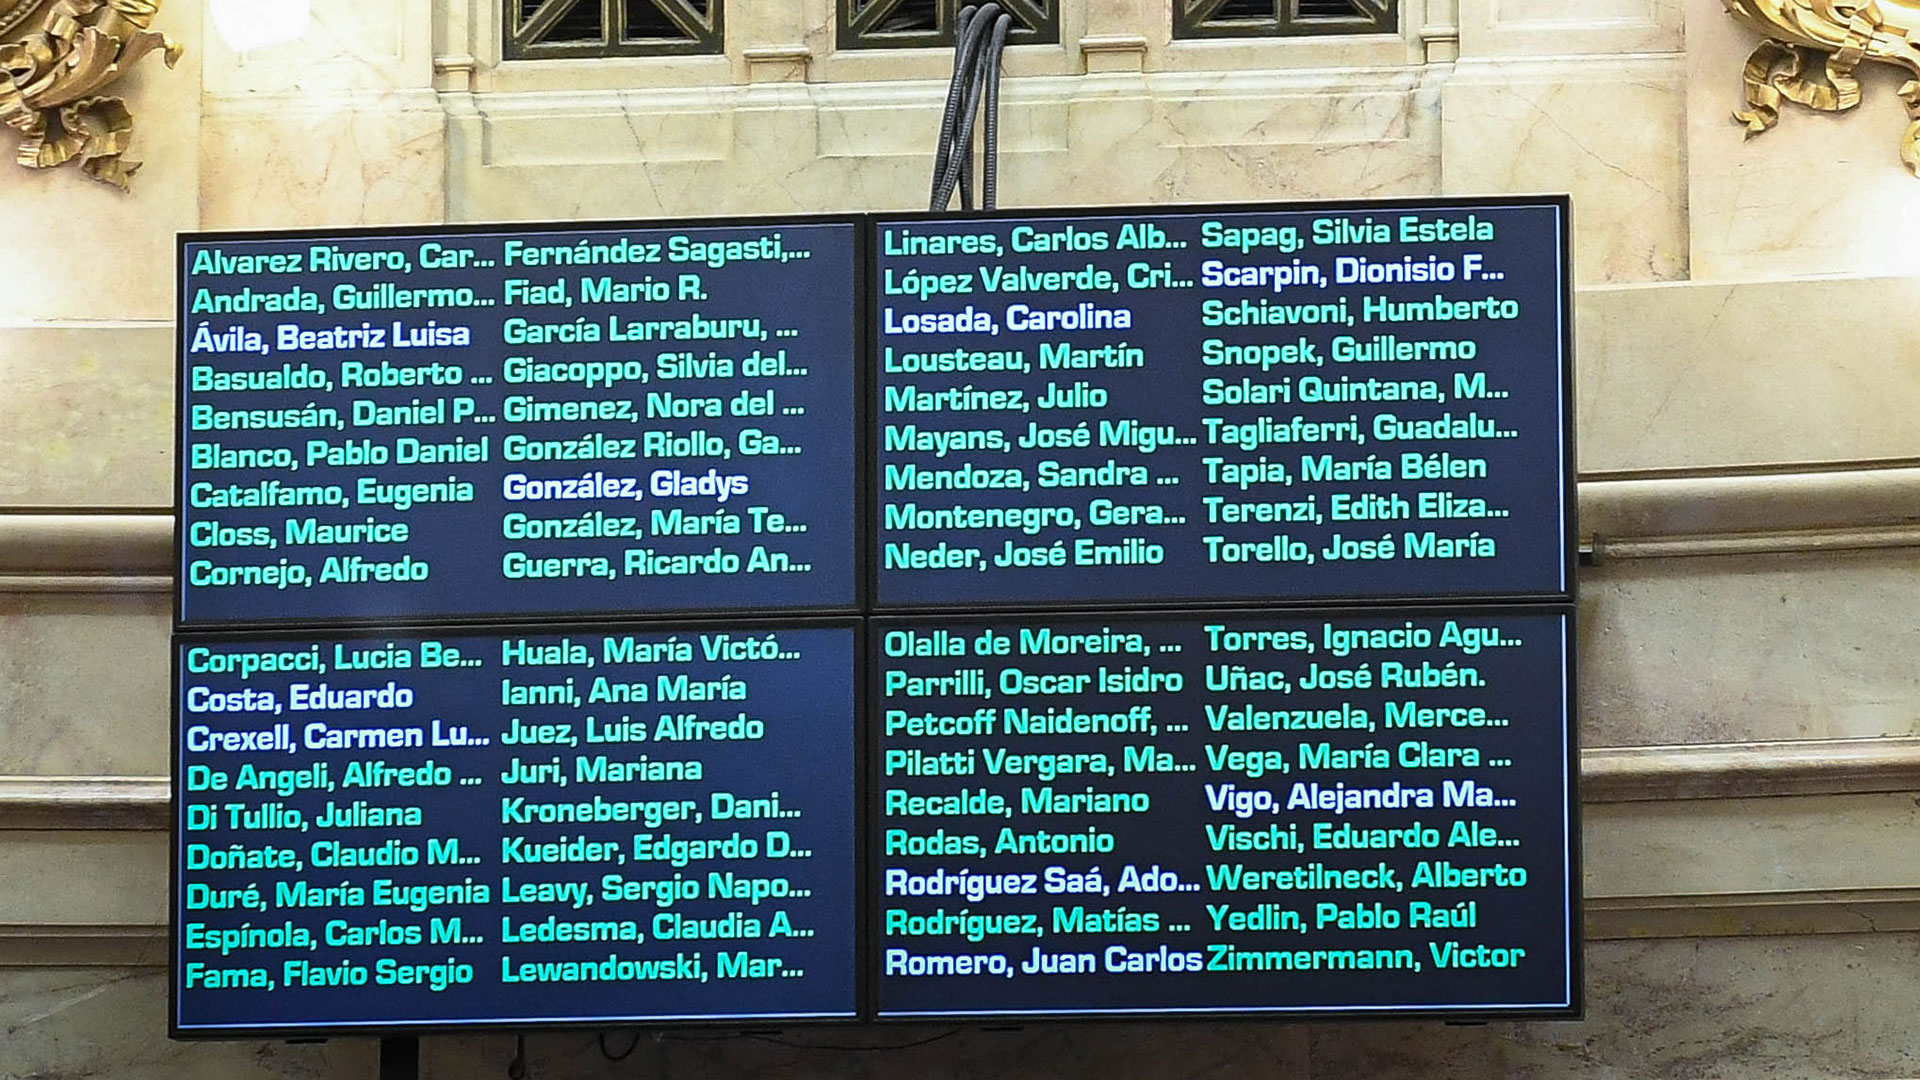 Alvarez Rivero, Car...
Andrada, Guillermo...
Ávila, Beatriz Luisa
Basualdo, Roberto ...
Bensusán, Daniel P...
Blanco, Pablo Daniel
Catalfamo, Eugenia
Closs, Maurice
Cornejo, Alfredo
Corpacci, Lucia Be...
Costa, Eduardo
Crexell, Carmen Lu...
De Angeli, Alfredo ...
Di Tullio, Juliana
Doñate, Claudio M...
Duré, María Eugenia
Espínola, Carlos M...
Fama, Flavio Sergio
Fernández Sagasti,...
Fiad, Mario R.
García Larraburu, ...
Giacoppo, Silvia del...
Gimenez, Nora del ...
González Riollo, Ga...
González, Gladys
González, María Te...
Guerra, Ricardo An...
Huala, María Victó...
Ianni, Ana María
Juez, Luis Alfredo
Juri, Mariana
Kroneberger, Dani...
Kueider, Edgardo D...
Leavy, Sergio Napo...
Ledesma, Claudia A...
Lewandowski, Mar...
Linares, Carlos Alb...
López Valverde, Cri...
Losada, Carolina
Lousteau, Martín
Martínez, Julio
Mayans, José Migu...
Mendoza, Sandra ...
Montenegro, Gera...
Neder, José Emilio
Olalla de Moreira, ...
Parrilli, Oscar Isidro
Petcoff Naidenoff, ...
Pilatti Vergara, Ma...
Recalde, Mariano
Rodas, Antonio
Rodríguez Saá, Ado...
Rodríguez, Matías ...
Romero, Juan Carlos
Sapag, Silvia Estela
Scarpin, Dionisio F...
Schiavoni, Humberto
Snopek, Guillermo
Solari Quintana, M...
Tagliaferri, Guadalu...
Tapia, María Bélen
Terenzi, Edith Eliza...
Torello, José María
Torres, Ignacio Agu...
Uñac, José Rubén.
Valenzuela, Merce...
Vega, María Clara ...
Vigo, Alejandra Ma...
Vischi, Eduardo Ale...
Weretilneck, Alberto
Yedlin, Pablo Raúl
Zimmermann, Victor